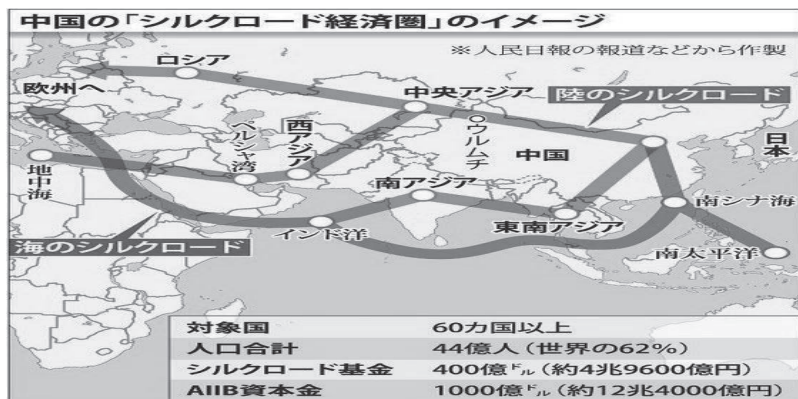 中国の「シルクロード経済圏」のイメージ
※人民日報の報道などから作製
ロシア
欧州へ
中央アジア
陸のシルクロード
ウルムチ
中国
日本
西アジア
ペルシャ湾
地中海
南アジア
南シナ海
海のシルクロード
インド洋
東南アジア
南太平洋
対象国 60カ国以上
人口合計 44億人(世界の62%)
シルクロード基金 400億㌦(約4兆9600億円)
AIIB資本金 1000億㌦(約12兆4000億円)